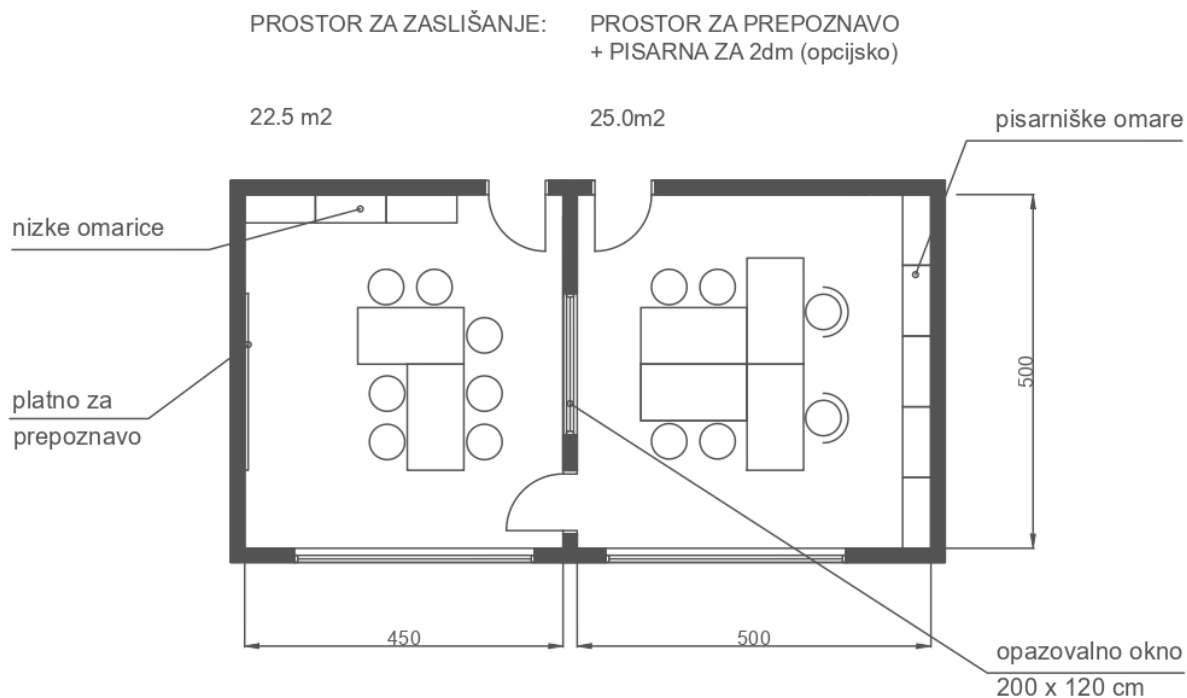 PROSTOR ZA ZASLIŠANJE:
22.5 m2
PROSTOR ZA PREPOZNAVO
+ PISARNA ZA 2dm (opcijsko)
25.0m2
pisarniške omare
nizke omarice
platno za
prepoznavo
500
450
500
opazovalno okno
200 x 120 cm